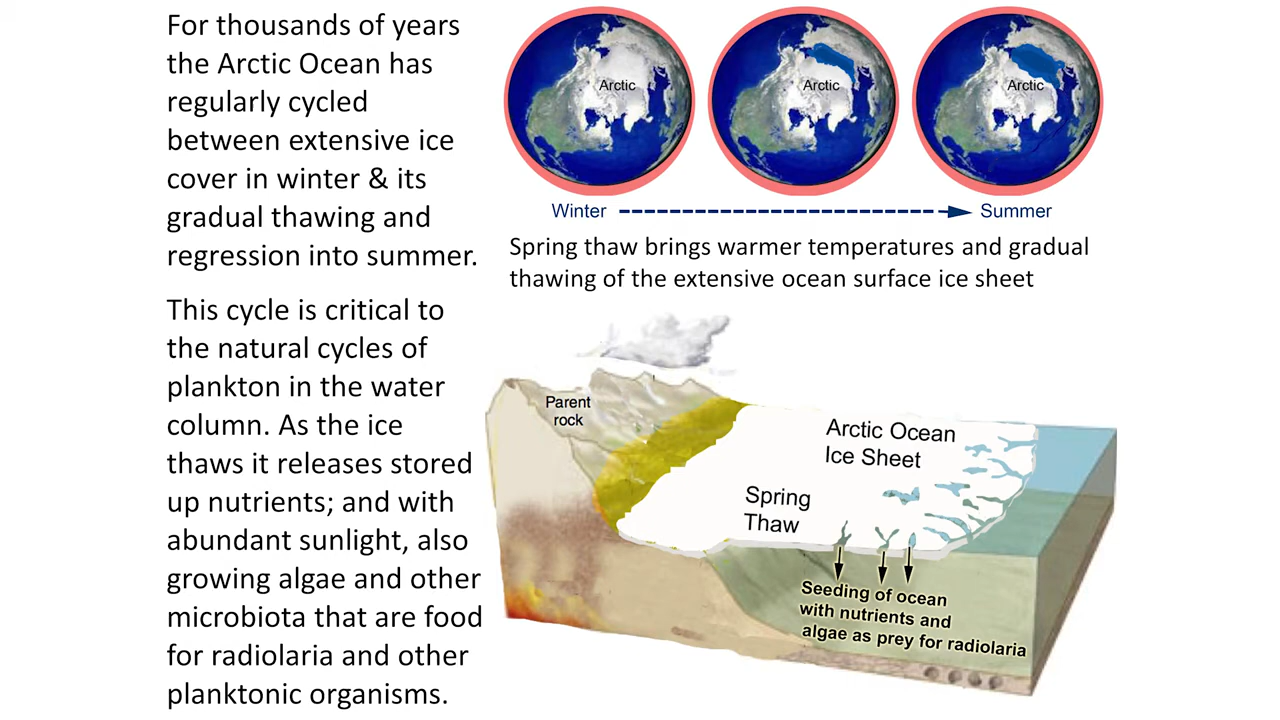 For thousands of years
the Arctic Ocean has
regularly cycled
between extensive ice
cover in winter & its
gradual thawing and
regression into summer.
This cycle is critical to
the natural cycles of
plankton in the water
column. As the ice
thaws it releases stored
up nutrients; and with
abundant sunlight, also
growing algae and other
microbiota that are food
for radiolaria and other
planktonic organisms.
Arctic
Arctic
Arctic
Winter
Summer
Spring thaw brings warmer temperatures and gradual
thawing of the extensive ocean surface ice sheet
Parent
rock
Arctic Ocean
Ice Sheet
Spring
Thaw
Seeding of ocean
with nutrients and
algae as prey for radiolaria